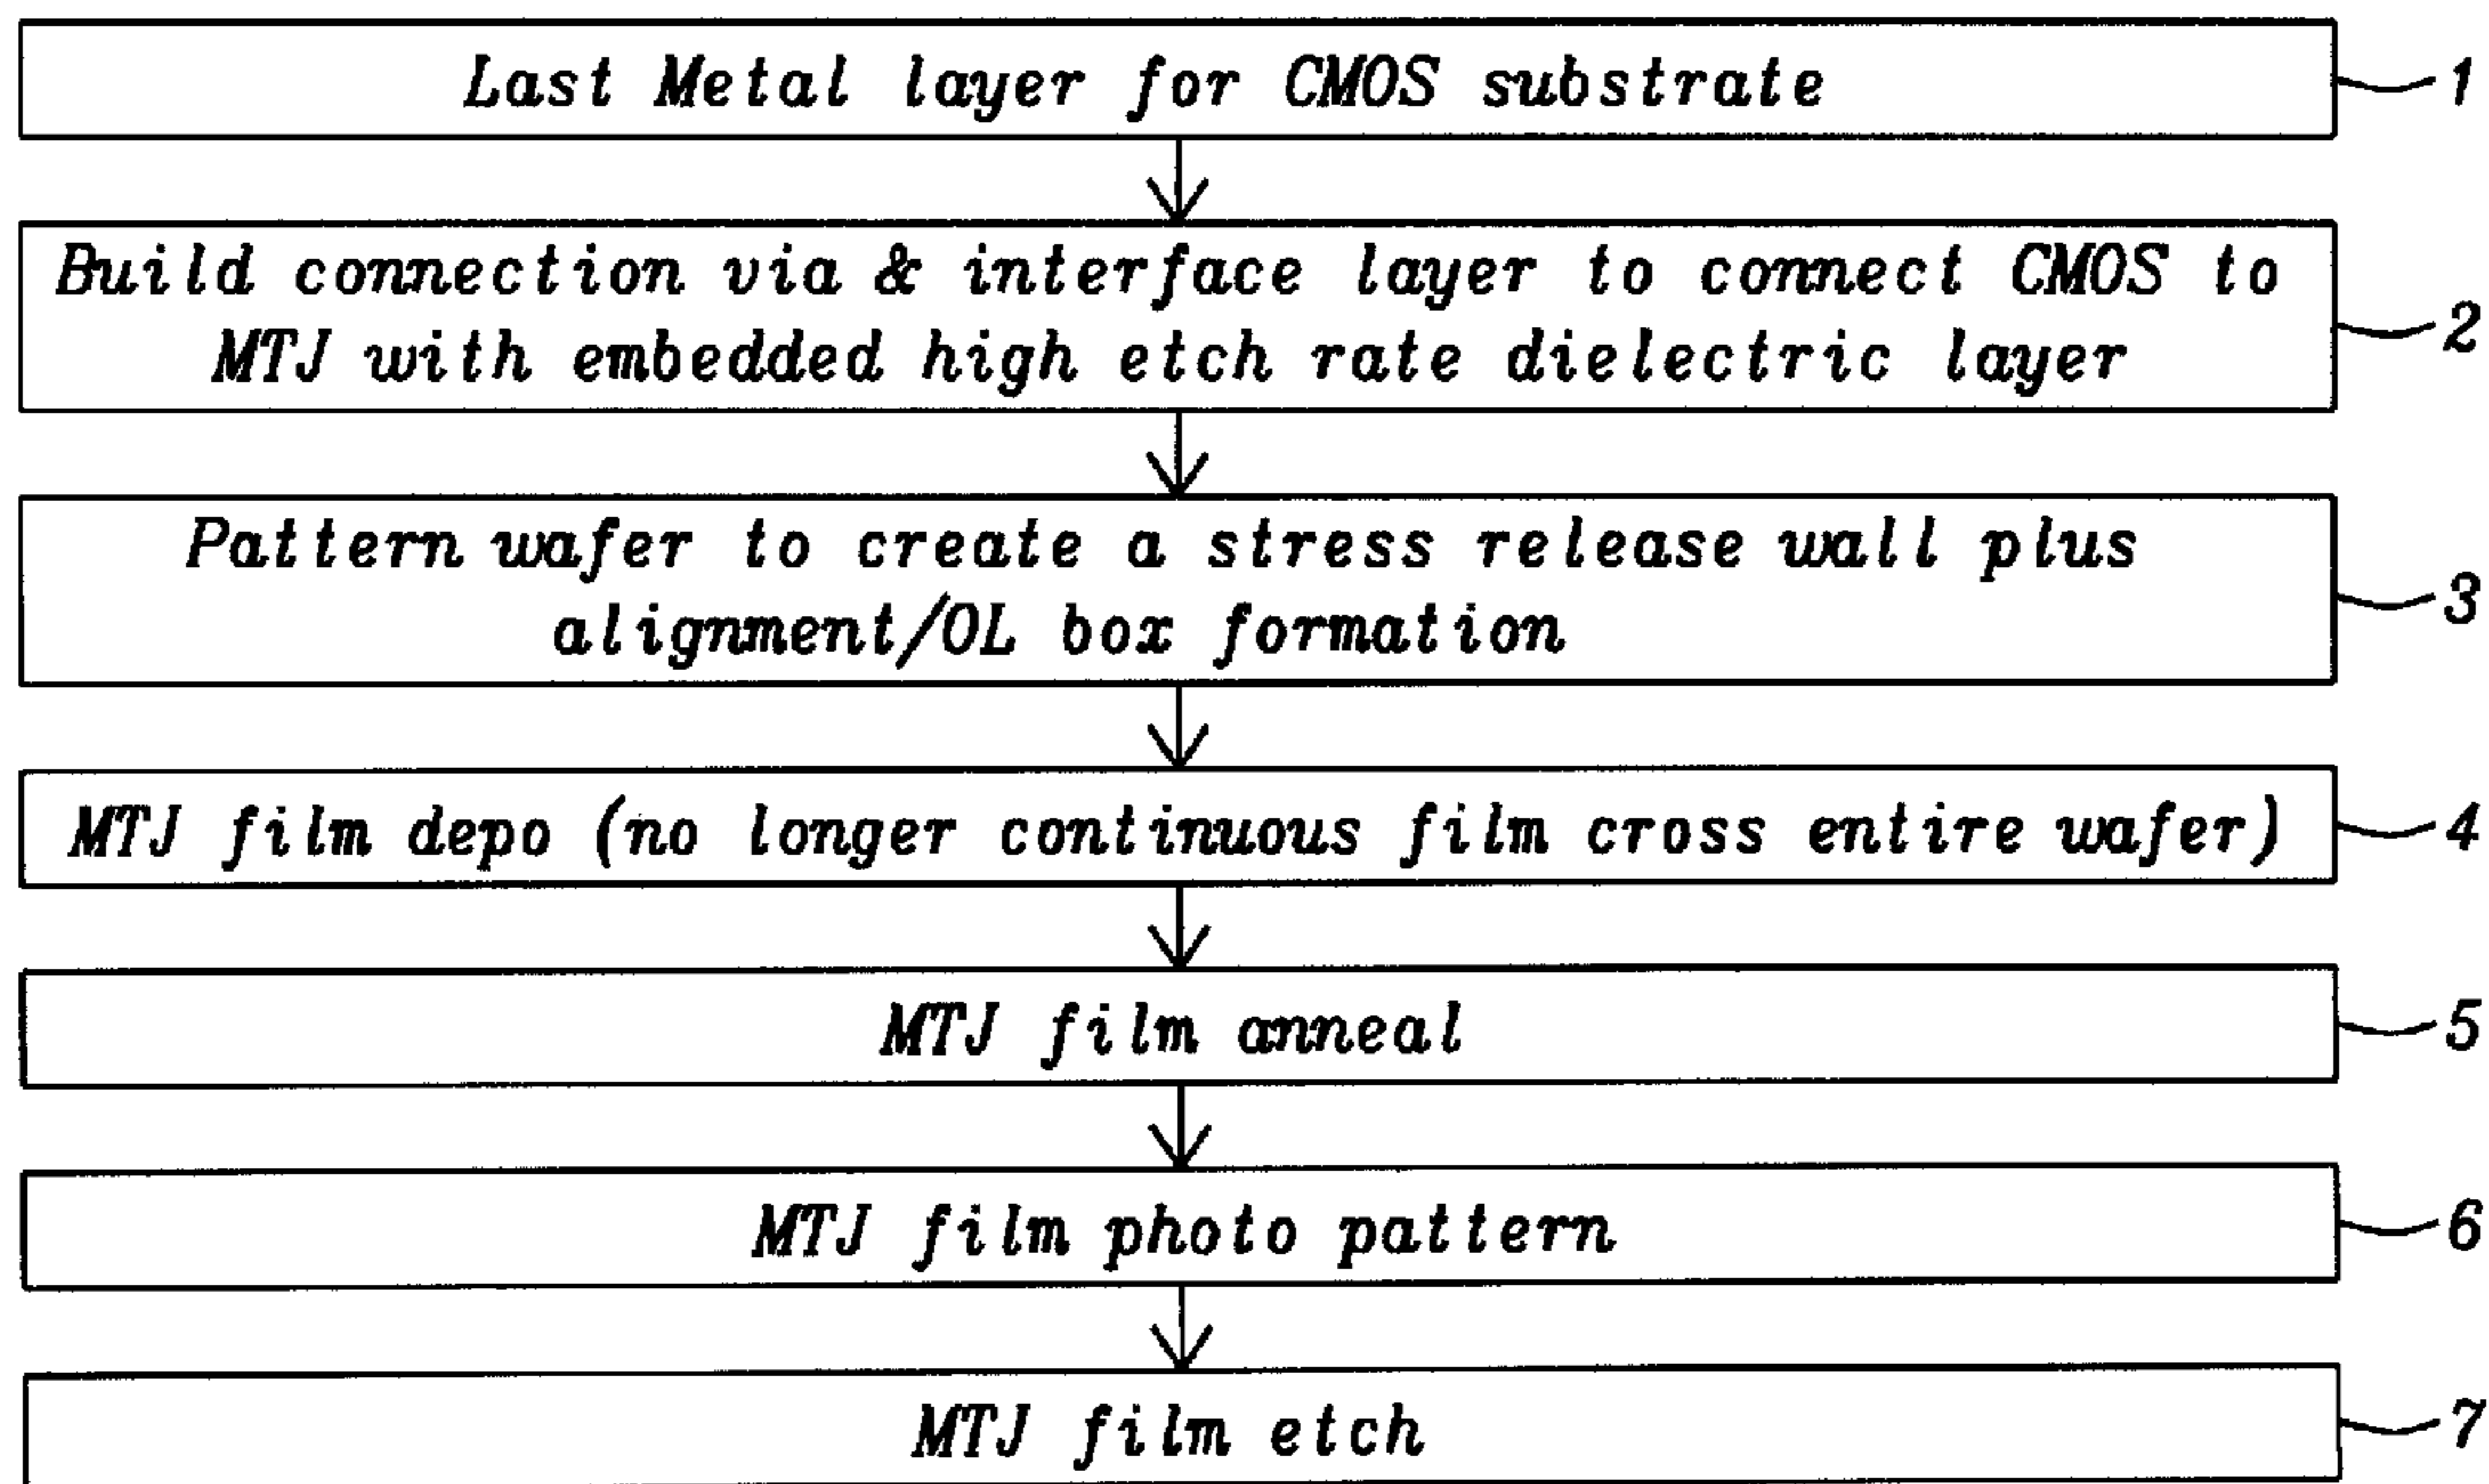 Last Metal layer for CMOS substrate
1
Build connection via & interface layer to connect CMOS to
MTJ with embedded high etch rate dielectric layer
2
Pattern wafer to create a stress release wall plus
alignment/OL box formation
3
MTJ film depo (no longer continuous film cross entire wafer)
4
MTJ film anneal
5
MTJ film photo pattern
6
MTJ film etch
7